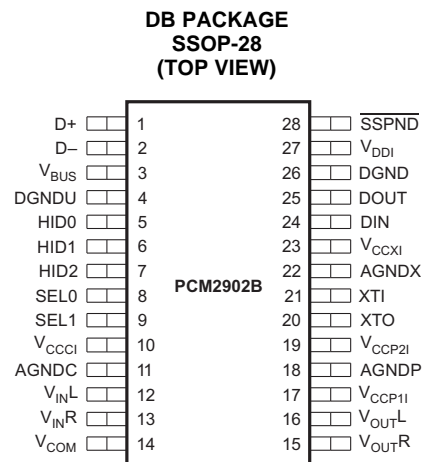 DB PACKAGE
SSOP-28
(TOP VIEW)
D+ 1 28 SSPND
D– 2 27 VDDI
VBUS 3 26 DGND
DGNDU 4 25 DOUT
HID0 5 24 DIN
HID1 6 23 VCCXI
HID2 7 22 AGNDX
PCM2902B
SEL0 8 21 XTI
SEL1 9 20 XTO
VCCCI 10 19 VCCP2I
AGNDC 11 18 AGNDP
VINL 12 17 VCCP1I
VINR 13 16 VOUTL
VCOM 14 15 VOUTR